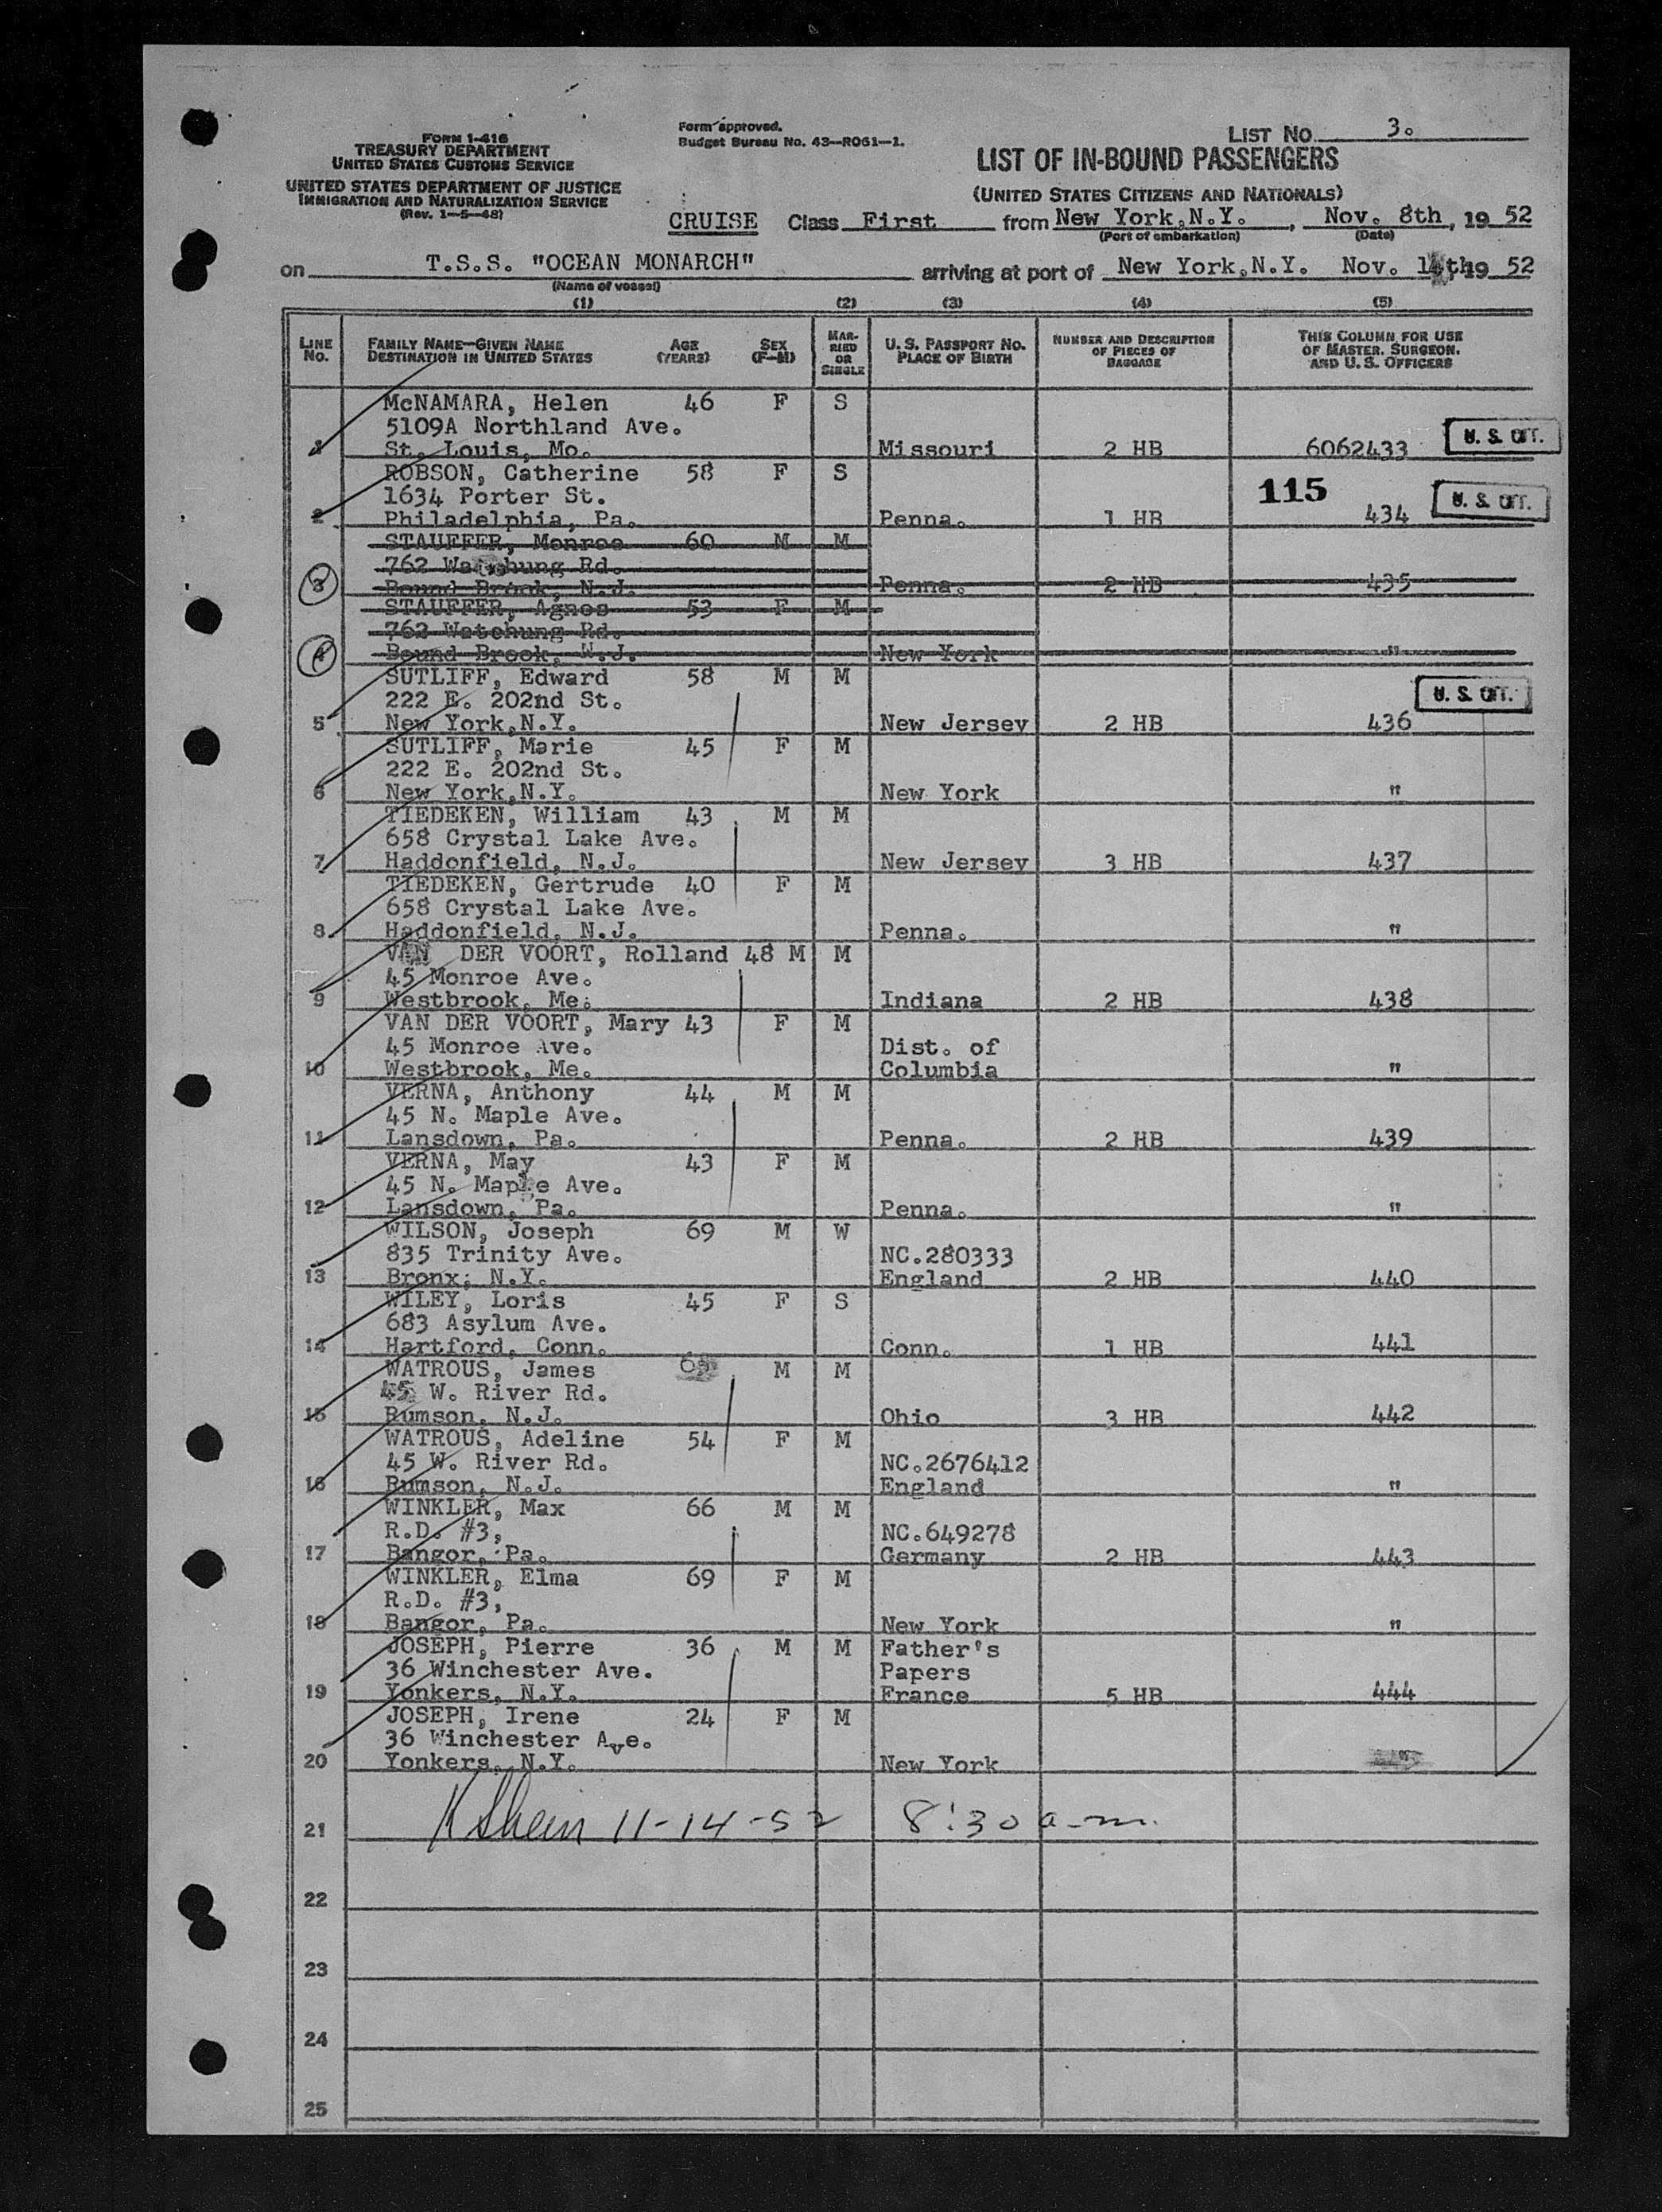 Form 1-416
TREASURY DEPARTMENT
UNITED STATES CUSTOMS SERVICE
UNITED STATES DEPARTMENT OF JUSTICE
IMMIGRATION AND NATURALIZATION SERVICE
(Rev. 1-5-48)
Form approved.
Budget Bureau No. 43-R061-1.
LIST NO. 3.
LIST OF IN-BOUND PASSENGERS
(UNITED STATES CITIZENS AND NATIONALS)
CRUISE Class First from New York,N.Y. , Nov. 8th, 19 52
(Port of embarkation) (Date)
on T.S.S. "OCEAN MONARCH" arriving at port of New York,N.Y. Nov. 14th 19 52
(Name of vessel)
(1) (2) (3) (4) (5)
LINE NO. FAMILY NAME—GIVEN NAME DESTINATION IN UNITED STATES AGE (YEARS) SEX (F-M) MARRIED OR SINGLE U. S. PASSPORT NO. PLACE OF BIRTH NUMBER AND DESCRIPTION OF PIECES OF BAGGAGE THIS COLUMN FOR USE OF MASTER, SURGEON, AND U. S. OFFICERS
McNAMARA, Helen 46 F S
5109A Northland Ave.
1 St. Louis, Mo. Missouri 2 HB 6062433 U. S. CIT.
ROBSON, Catherine 58 F S
1634 Porter St. 115
2 Philadelphia, Pa. Penna. 1 HB 434 U. S. CIT.
STAUFFER, Monroe 60 M M
762 Watchung Rd.
3 Bound Brook, N.J. Penna. 2 HB 435
STAUFFER, Agnes 53 F M
762 Watchung Rd.
4 Bound Brook, N.J. New York "
SUTLIFF, Edward 58 M M
222 E. 202nd St. U. S. CIT.
5 New York,N.Y. New Jersey 2 HB 436
SUTLIFF, Marie 45 F M
222 E. 202nd St.
6 New York,N.Y. New York "
TIEDEKEN, William 43 M M
658 Crystal Lake Ave.
7 Haddonfield, N.J. New Jersey 3 HB 437
TIEDEKEN, Gertrude 40 F M
658 Crystal Lake Ave.
8 Haddonfield, N.J. Penna. "
VAN DER VOORT, Rolland 48 M M
45 Monroe Ave.
9 Westbrook, Me. Indiana 2 HB 438
VAN DER VOORT, Mary 43 F M
45 Monroe Ave. Dist. of
10 Westbrook, Me. Columbia "
VERNA, Anthony 44 M M
45 N. Maple Ave.
11 Lansdown, Pa. Penna. 2 HB 439
VERNA, May 43 F M
45 N. Maple Ave.
12 Lansdown, Pa. Penna. "
WILSON, Joseph 69 M W
835 Trinity Ave. NC.280333
13 Bronx, N.Y. England 2 HB 440
WILEY, Loris 45 F S
683 Asylum Ave.
14 Hartford, Conn. Conn. 1 HB 441
WATROUS, James M M
45 W. River Rd.
15 Rumson, N.J. Ohio 3 HB 442
WATROUS, Adeline 54 F M
45 W. River Rd. NC.2676412
16 Rumson, N.J. England "
WINKLER, Max 66 M M
R.D. #3, NC.649278
17 Bangor, Pa. Germany 2 HB 443
WINKLER, Elma 69 F M
R.D. #3,
18 Bangor, Pa. New York "
JOSEPH, Pierre 36 M M Father's
36 Winchester Ave. Papers
19 Yonkers, N.Y. France 5 HB 444
JOSEPH, Irene 24 F M
36 Winchester Ave.
20 Yonkers, N.Y. New York "
21 11-14-52 8:30 a.m.
22
23
24
25